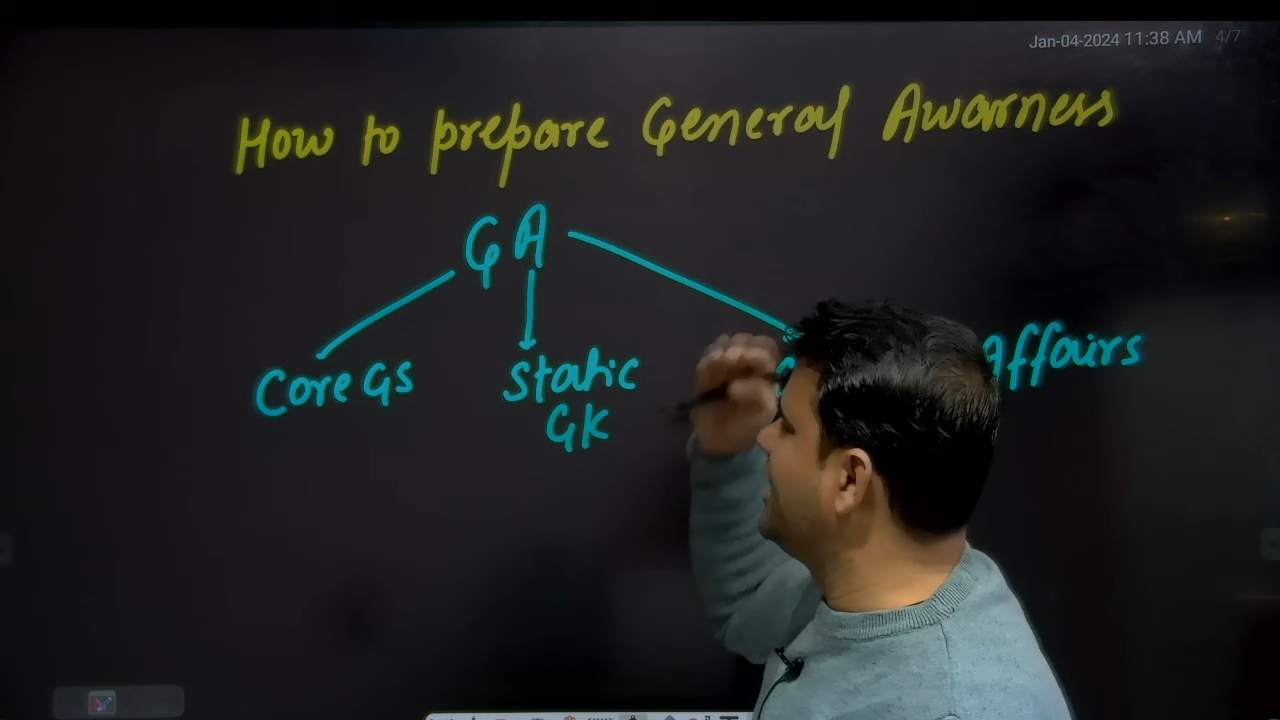 Jan-04-2024 11:38 AM 4/7
How to prepare General Awarness
GA
Core GS Static GK Affairs